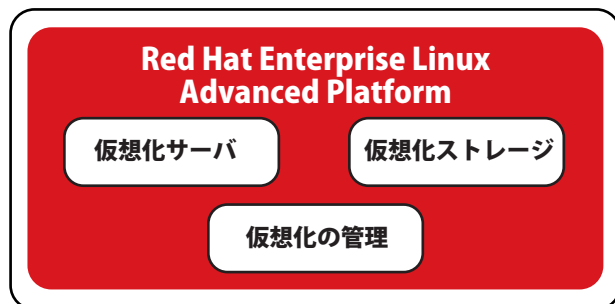 Red Hat Enterprise Linux
Advanced Platform
仮想化サーバ
仮想化ストレージ
仮想化の管理